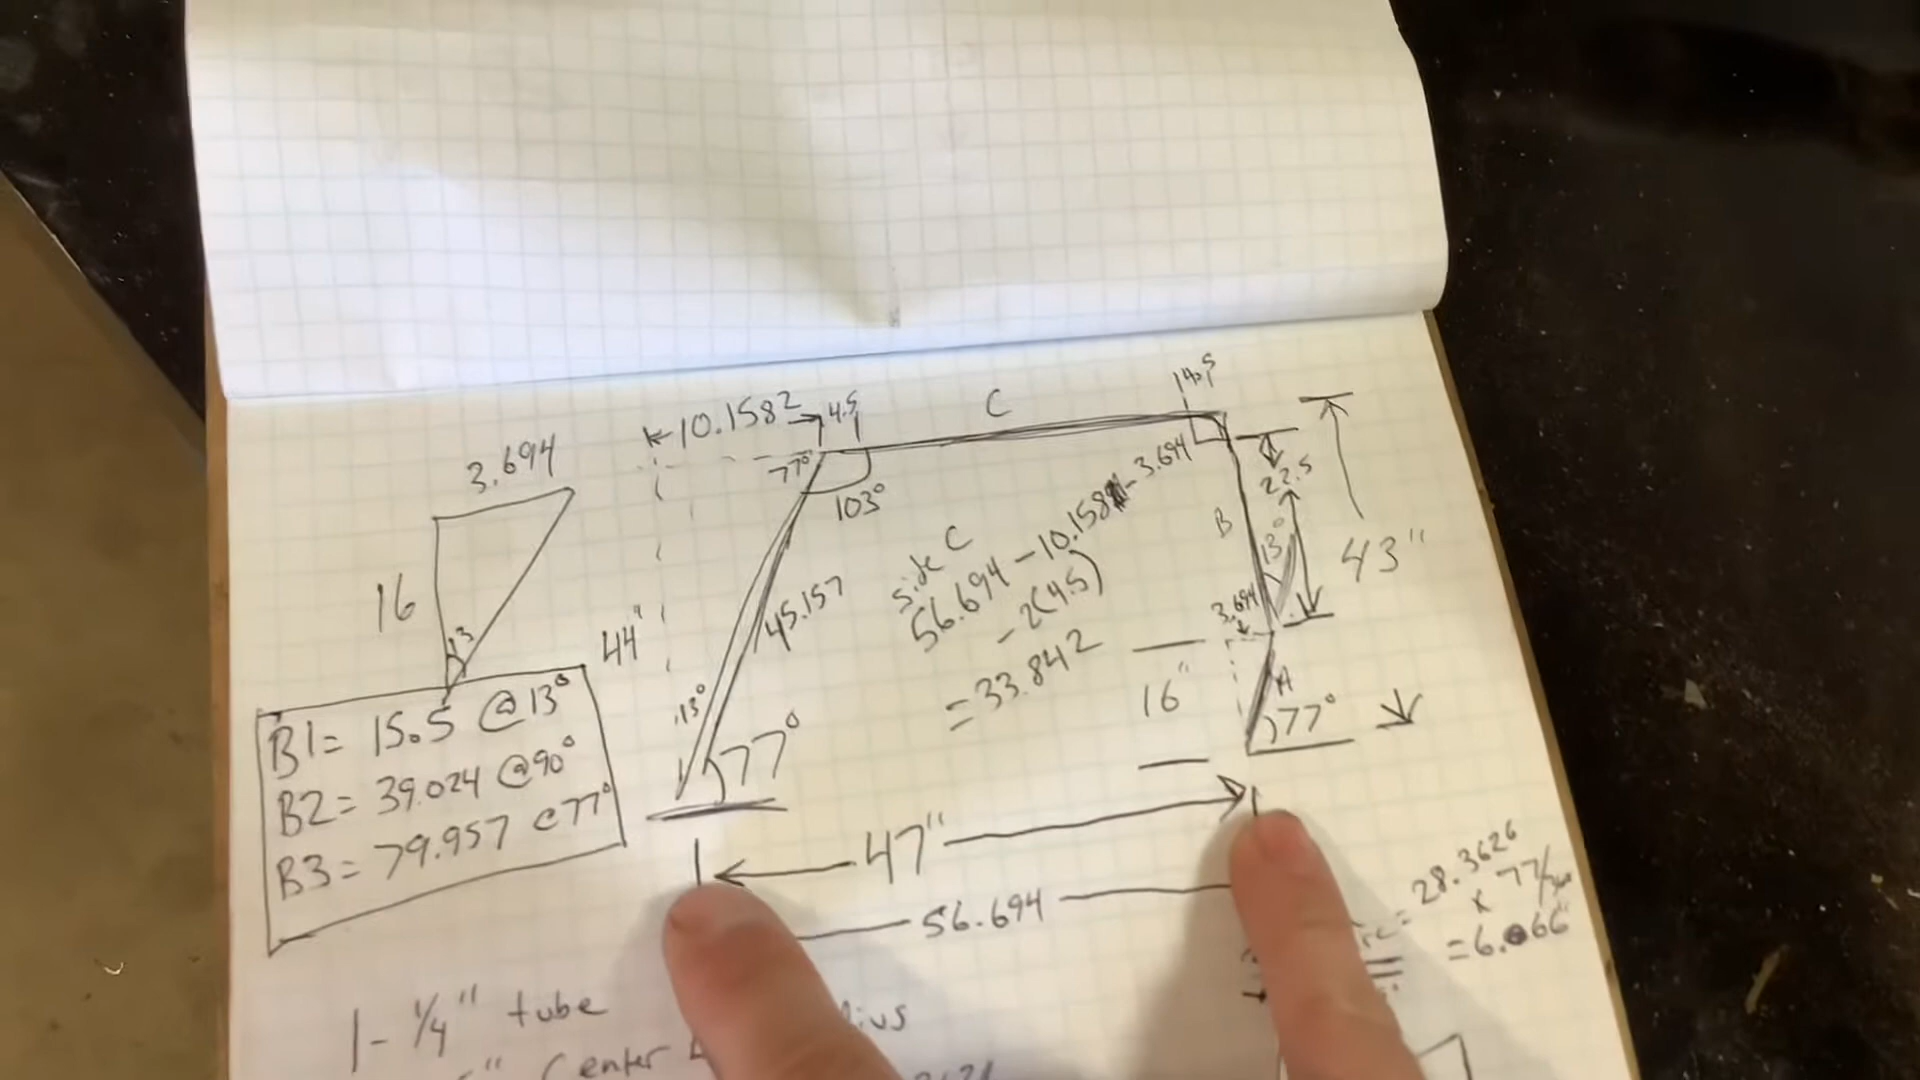 3.694
16
13
B1= 15.5 @13°
B2= 39.024 @90°
B3= 79.957 @77°
10.1582
4.5
C
4.5
77°
103°
44"
45.157
13°
77°
side C
56.694 - 10.158 - 3.694
- 2(4.5)
= 33.842
B
13°
22.5
43"
3.694
16"
A
77°
47"
56.694
28.3626
x 77/360
= 6.066"
1- 1/4" tube
Center